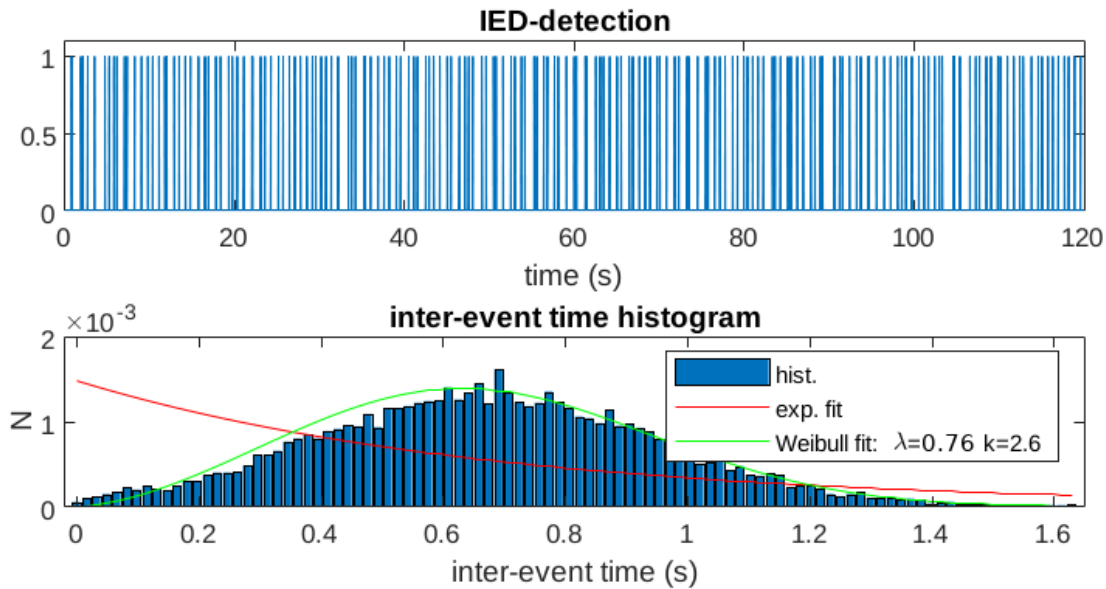 IED-detection
1
0.5
0
0 20 40 60 80 100 120
time (s)
×10⁻³
inter-event time histogram
2
hist.
exp. fit
N
1
Weibull fit: λ=0.76 k=2.6
0
0 0.2 0.4 0.6 0.8 1 1.2 1.4 1.6
inter-event time (s)